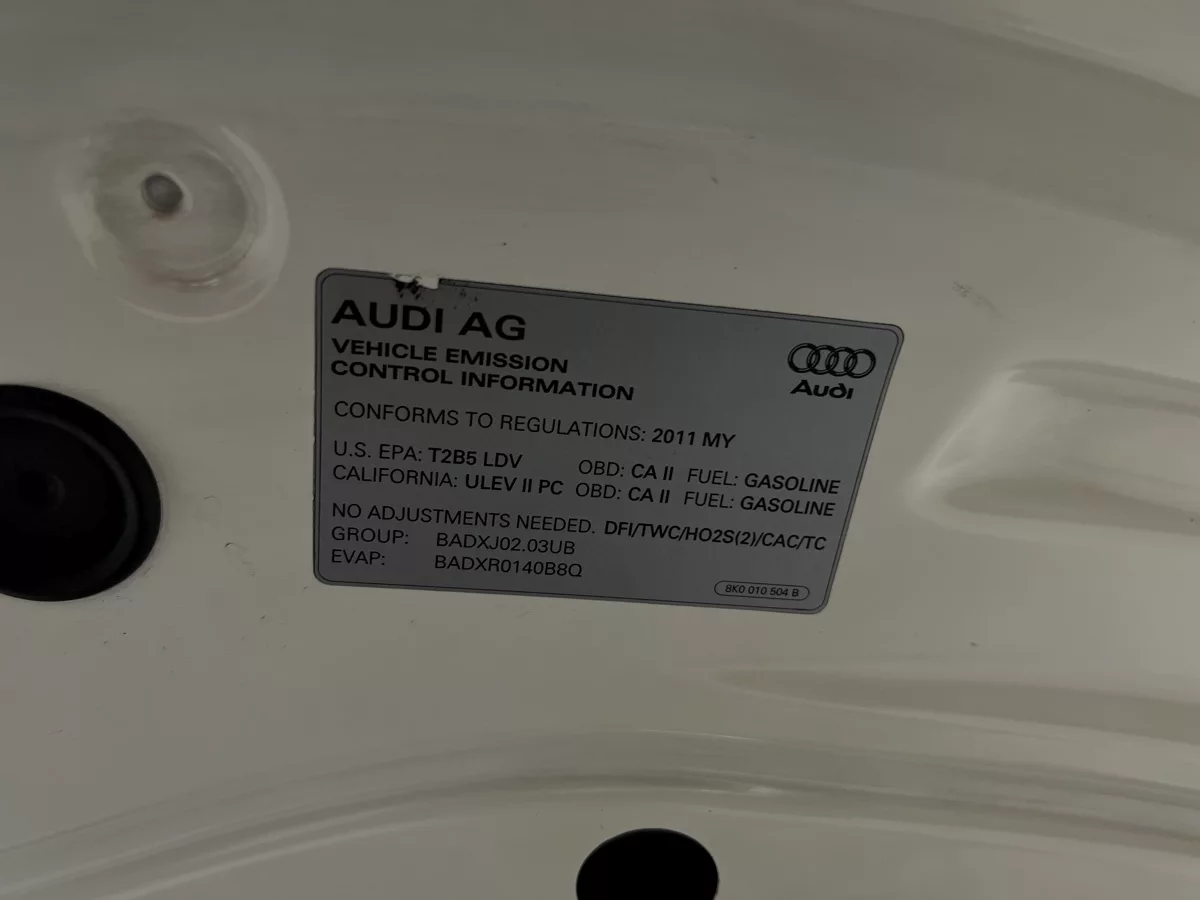 AUDI AG
VEHICLE EMISSION
CONTROL INFORMATION
Audi
CONFORMS TO REGULATIONS: 2011 MY
U.S. EPA: T2B5 LDV OBD: CA II FUEL: GASOLINE
CALIFORNIA: ULEV II PC OBD: CA II FUEL: GASOLINE
NO ADJUSTMENTS NEEDED. DFI/TWC/HO2S(2)/CAC/TC
GROUP: BADXJ02.03UB
EVAP: BADXR0140B8Q
8K0 010 504 B